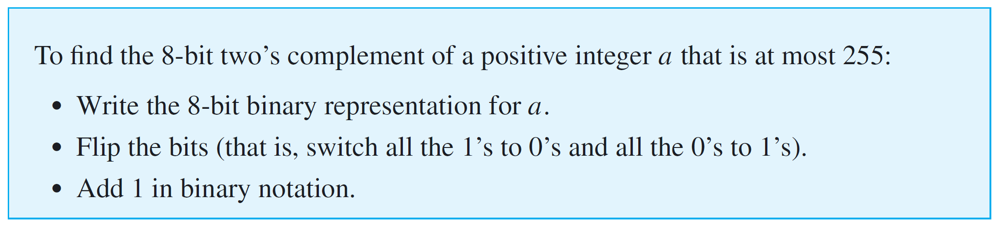 To find the 8-bit two’s complement of a positive integer a that is at most 255:
• Write the 8-bit binary representation for a.
• Flip the bits (that is, switch all the 1’s to 0’s and all the 0’s to 1’s).
• Add 1 in binary notation.